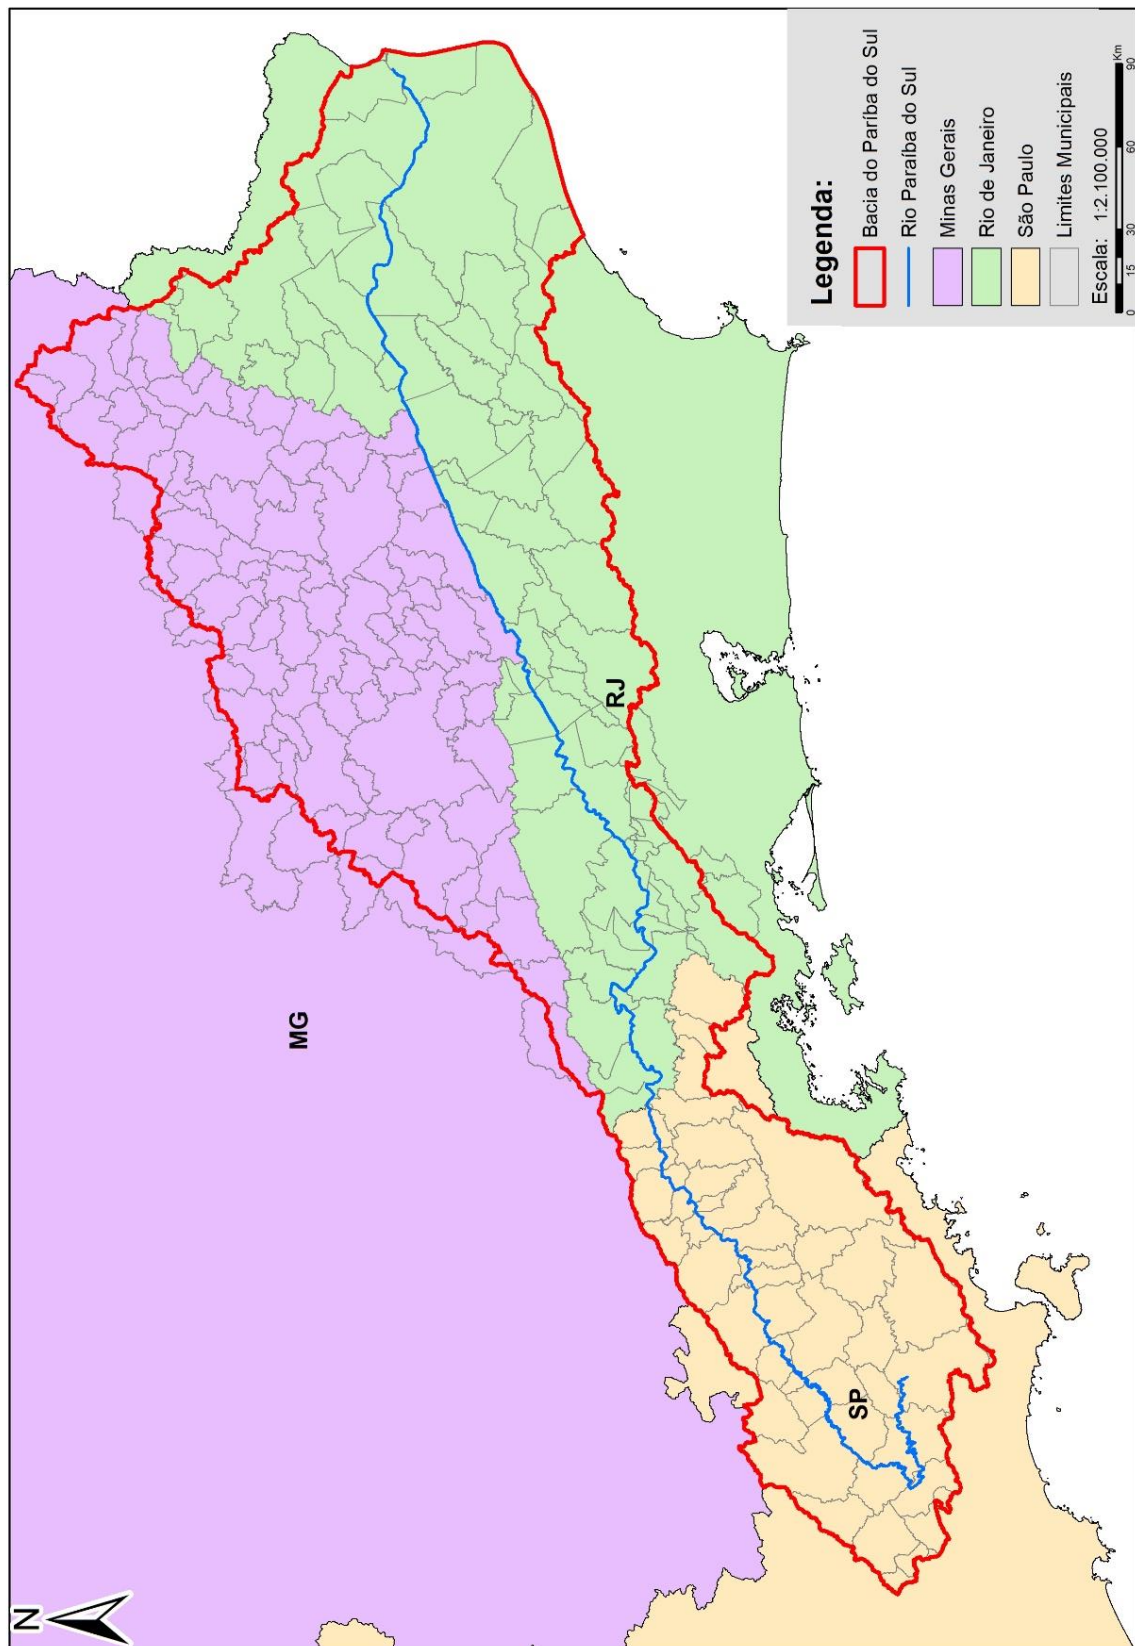 N
MG
RJ
SP
Legenda:
Bacia do Paríba do Sul
Rio Paraíba do Sul
Minas Gerais
Rio de Janeiro
São Paulo
Limites Municipais
Escala: 1:2.100.000
0 15 30 60 90
Km